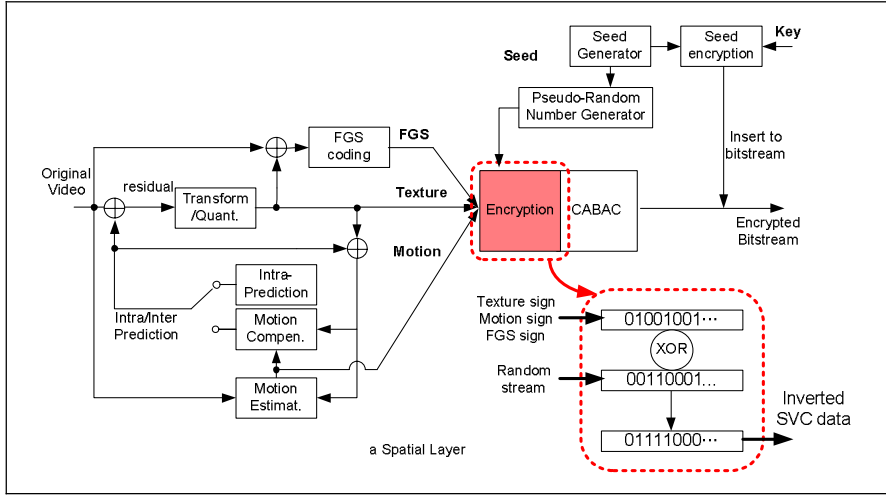 Seed
Generator
Seed
encryption
Key
Seed
Pseudo-Random
Number Generator
FGS
coding
FGS
Insert to
bitstream
Original
Video
residual
Transform
/Quant.
Texture
Encryption
CABAC
Encrypted
Bitstream
Motion
Intra-
Prediction
Intra/Inter
Prediction
Motion
Compen.
Motion
Estimat.
Texture sign
Motion sign
FGS sign
01001001···
XOR
Random
stream
00110001...
Inverted
SVC data
01111000···
a Spatial Layer